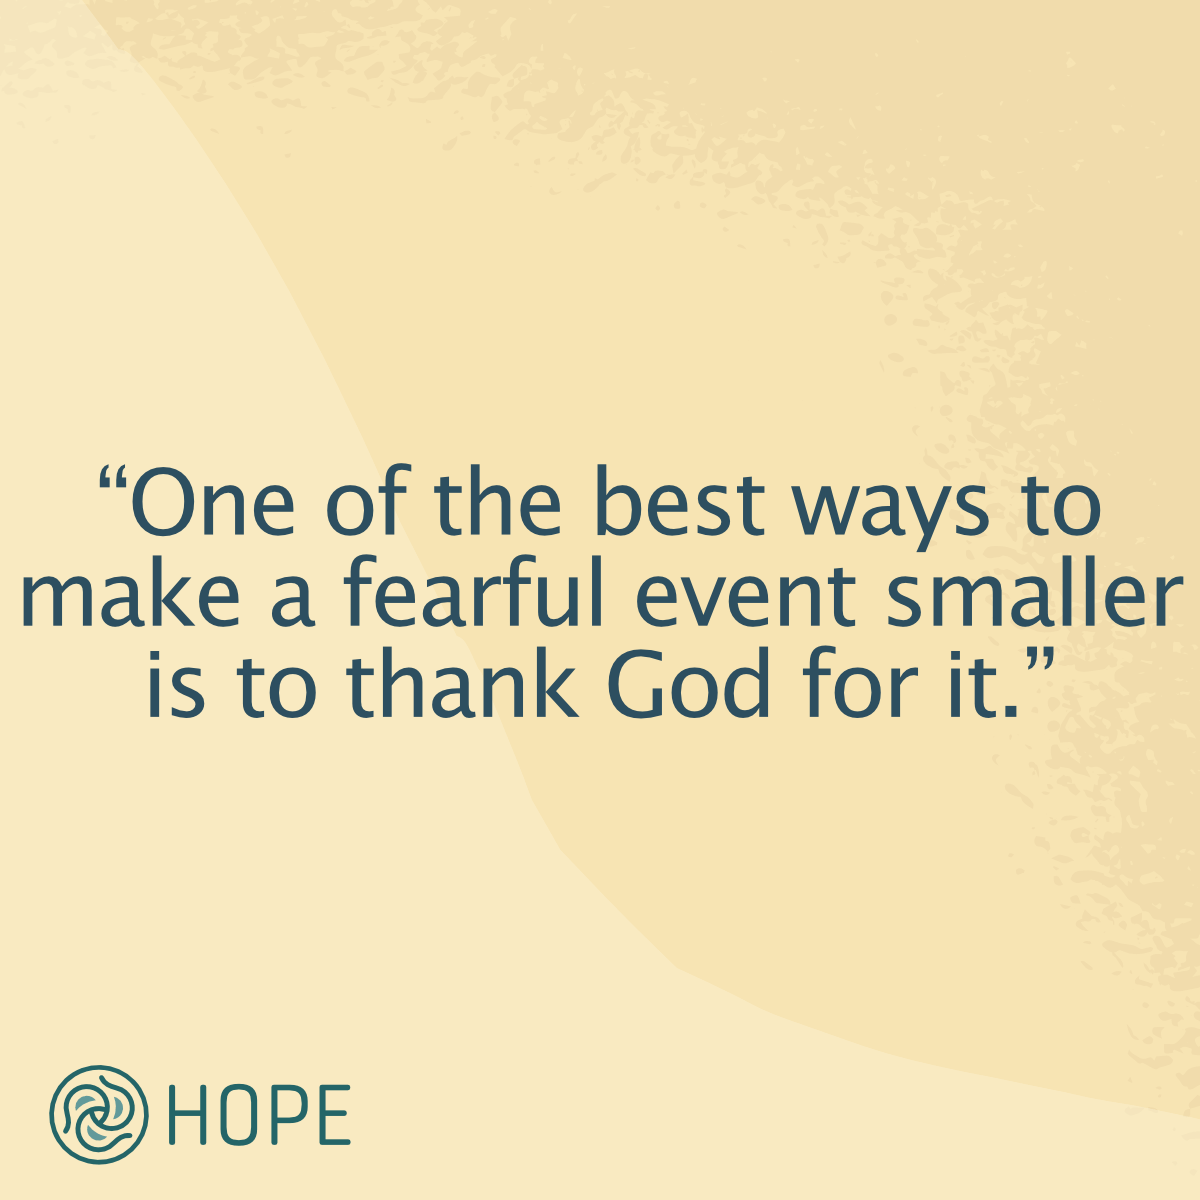 “One of the best ways to
make a fearful event smaller
is to thank God for it.”
HOPE